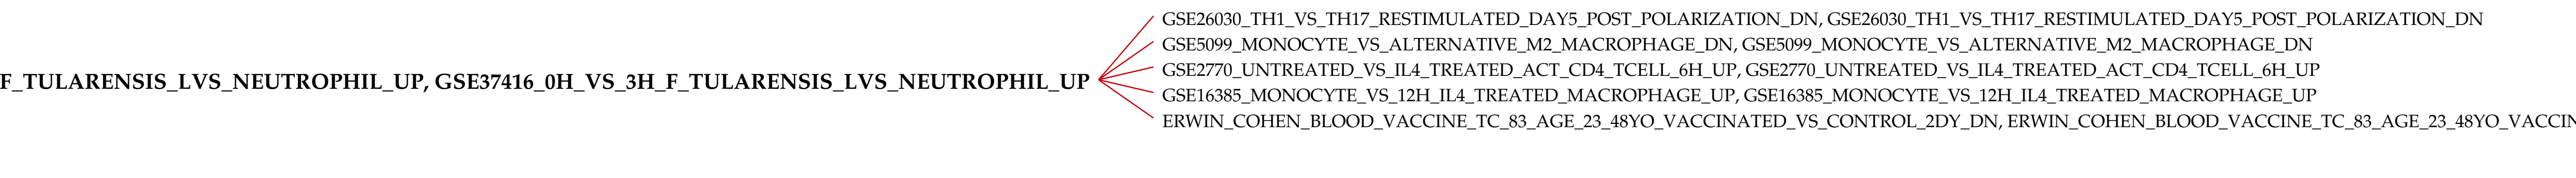 GSE26030_TH1_VS_TH17_RESTIMULATED_DAY5_POST_POLARIZATION_DN, GSE26030_TH1_VS_TH17_RESTIMULATED_DAY5_POST_POLARIZATION_DN
GSE5099_MONOCYTE_VS_ALTERNATIVE_M2_MACROPHAGE_DN, GSE5099_MONOCYTE_VS_ALTERNATIVE_M2_MACROPHAGE_DN
GSE2770_UNTREATED_VS_IL4_TREATED_ACT_CD4_TCELL_6H_UP, GSE2770_UNTREATED_VS_IL4_TREATED_ACT_CD4_TCELL_6H_UP
F_TULARENSIS_LVS_NEUTROPHIL_UP, GSE37416_0H_VS_3H_F_TULARENSIS_LVS_NEUTROPHIL_UP
GSE16385_MONOCYTE_VS_12H_IL4_TREATED_MACROPHAGE_UP, GSE16385_MONOCYTE_VS_12H_IL4_TREATED_MACROPHAGE_UP
ERWIN_COHEN_BLOOD_VACCINE_TC_83_AGE_23_48YO_VACCINATED_VS_CONTROL_2DY_DN, ERWIN_COHEN_BLOOD_VACCINE_TC_83_AGE_23_48YO_VACCIN